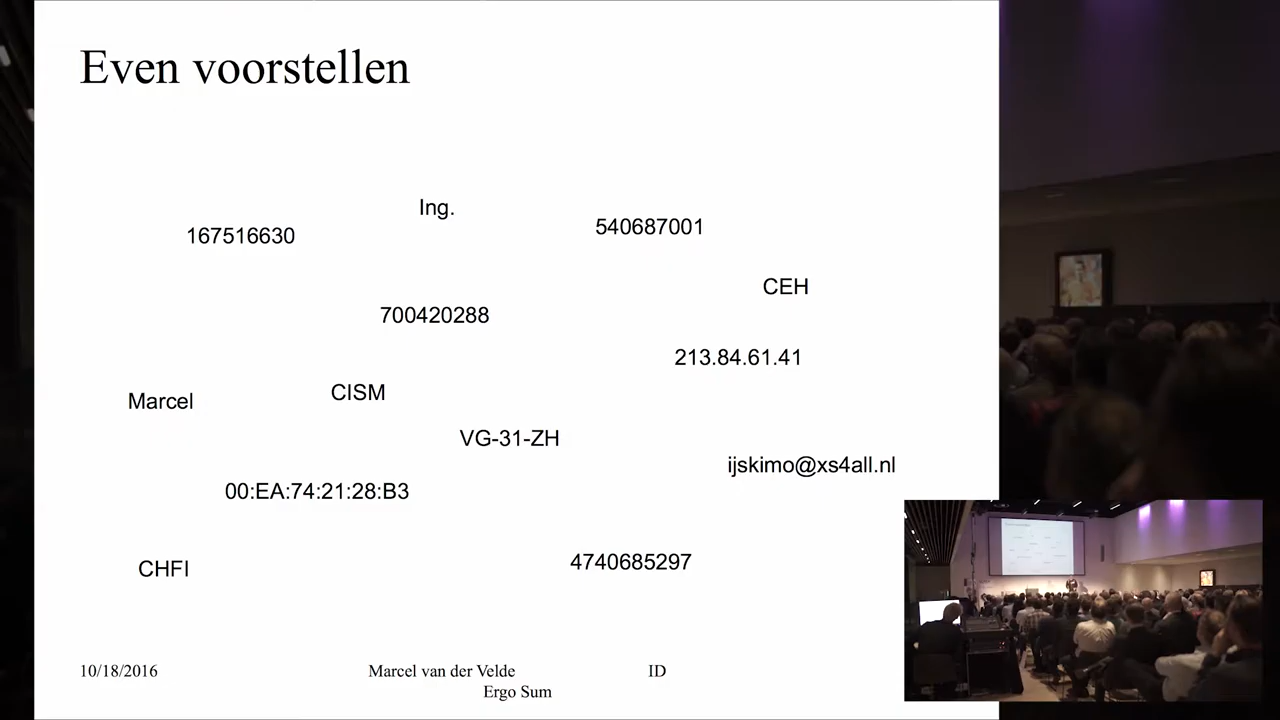 Even voorstellen
Ing.
167516630
540687001
CEH
700420288
213.84.61.41
Marcel
CISM
VG-31-ZH
ijskimo@xs4all.nl
00:EA:74:21:28:B3
CHFI
4740685297
10/18/2016
Marcel van der Velde
Ergo Sum
ID